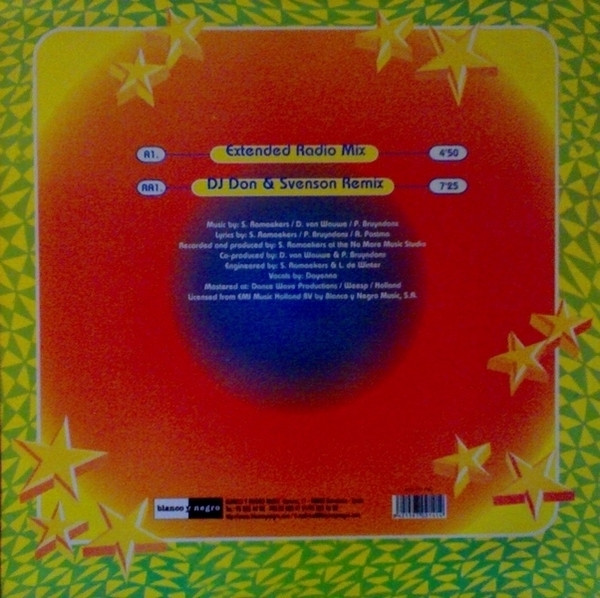 A1. Extended Radio Mix 4'50
AA1. DJ Don & Svenson Remix 7'25
Music by: S. Ramaekers / D. van Wauwe / P. Bruyndonx
Lyrics by: S. Ramaekers / P. Bruyndonx / R.
Recorded and produced by: S. Ramaekers at the No More Music Studio
Co-produced by: D. van Wauwe & P. Bruyndonx
Engineered by: S. Ramaekers & L. de Winter
Vocals by: Dayanna
Mastered at: Dance Wave Productions / Weesp / Holland
Licensed from EMI Music Holland BV by Blanco y Negro Music, S.A.
blanco y negro